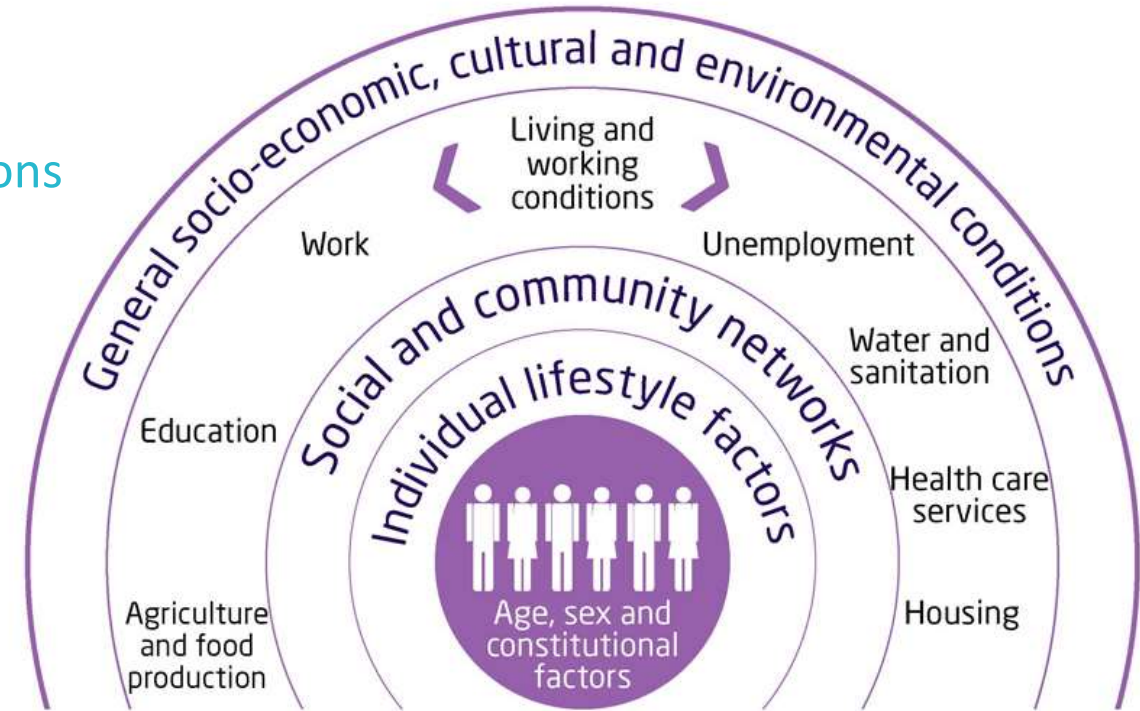 ons
General socio-economic, cultural and environmental conditions
Living and
working
conditions
Work
Unemployment
Social and community networks
Water and
sanitation
Individual lifestyle factors
Education
Health care
services
Agriculture
and food
production
Age, sex and
constitutional
factors
Housing